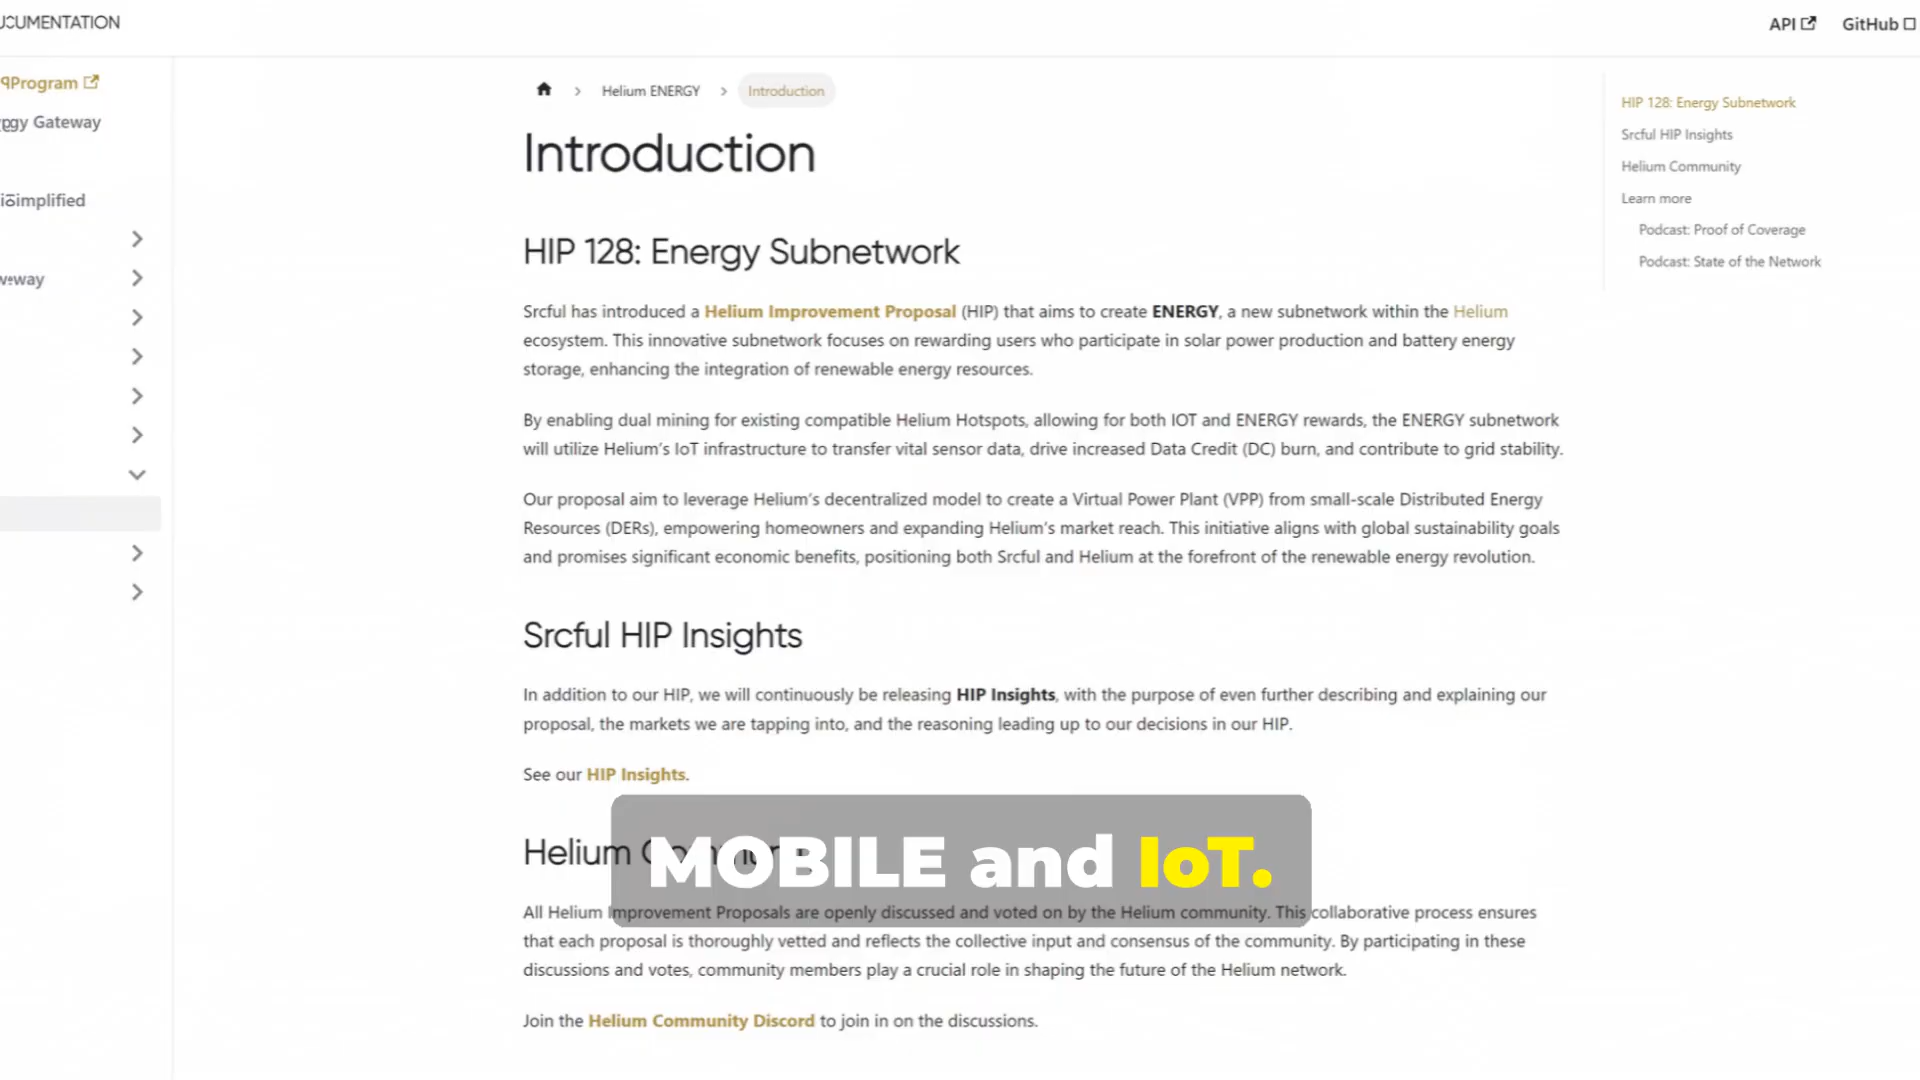 API
GitHub
Program
Gateway
Simplified
Helium ENERGY
Introduction
Introduction
HIP 128: Energy Subnetwork
Srcful has introduced a Helium Improvement Proposal (HIP) that aims to create ENERGY, a new subnetwork within the Helium
ecosystem. This innovative subnetwork focuses on rewarding users who participate in solar power production and battery energy
storage, enhancing the integration of renewable energy resources.
By enabling dual mining for existing compatible Helium Hotspots, allowing for both IOT and ENERGY rewards, the ENERGY subnetwork
will utilize Helium's IoT infrastructure to transfer vital sensor data, drive increased Data Credit (DC) burn, and contribute to grid stability.
Our proposal aim to leverage Helium's decentralized model to create a Virtual Power Plant (VPP) from small-scale Distributed Energy
Resources (DERs), empowering homeowners and expanding Helium's market reach. This initiative aligns with global sustainability goals
and promises significant economic benefits, positioning both Srcful and Helium at the forefront of the renewable energy revolution.
Srcful HIP Insights
In addition to our HIP, we will continuously be releasing HIP Insights, with the purpose of even further describing and explaining our
proposal, the markets we are tapping into, and the reasoning leading up to our decisions in our HIP.
See our HIP Insights.
Helium
MOBILE and IoT.
All Helium Improvement Proposals are openly discussed and voted on by the Helium community. This collaborative process ensures
that each proposal is thoroughly vetted and reflects the collective input and consensus of the community. By participating in these
discussions and votes, community members play a crucial role in shaping the future of the Helium network.
Join the Helium Community Discord to join in on the discussions.
HIP 128: Energy Subnetwork
Srcful HIP Insights
Helium Community
Learn more
Podcast: Proof of Coverage
Podcast: State of the Network